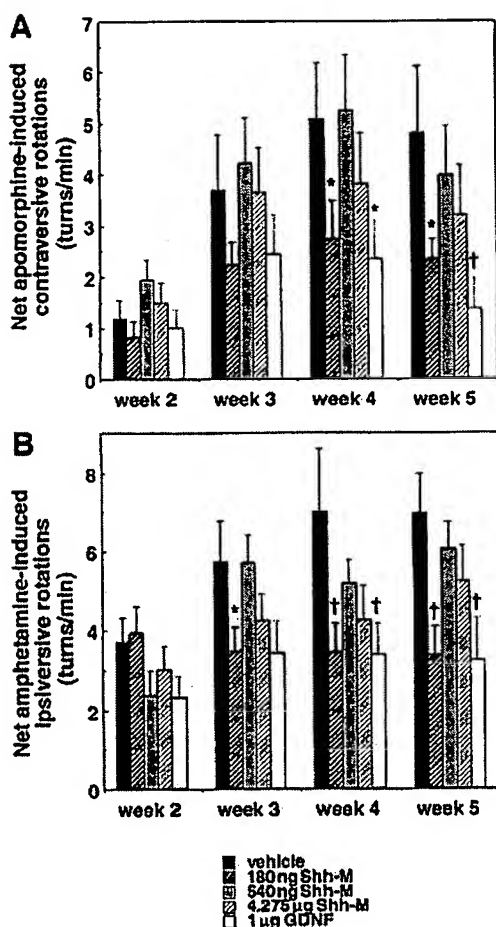 A
Net apomorphine-induced
contraversive rotations
(turns/min)
7
6
5
4
3
2
1
0
* * * †
week 2 week 3 week 4 week 5
B
Net amphetamine-induced
ipsiversive rotations
(turns/min)
8
6
4
2
0
* † † † †
week 2 week 3 week 4 week 5
vehicle
180ng Shh-M
540ng Shh-M
4.275µg Shh-M
1µg GDNF